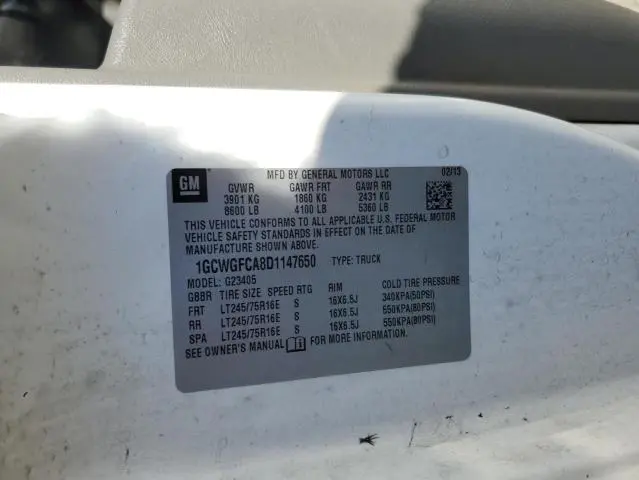 GM
MFD BY GENERAL MOTORS LLC 02/13
GVWR GAWR FRT GAWR RR
3901 KG 1860 KG 2431 KG
8600 LB 4100 LB 5360 LB
THIS VEHICLE CONFORMS TO ALL APPLICABLE U.S. FEDERAL MOTOR
VEHICLE SAFETY STANDARDS IN EFFECT ON THE DATE OF
MANUFACTURE SHOWN ABOVE.
1GCWGFCA8D1147650 TYPE: TRUCK
MODEL: G23405
G8BR TIRE SIZE SPEED RTG RIM COLD TIRE PRESSURE
FRT LT245/75R16E S 16X6.5J 340KPA(50PSI)
RR LT245/75R16E S 16X6.5J 550KPA(80PSI)
SPA LT245/75R16E S 16X6.5J 550KPA(80PSI)
SEE OWNER'S MANUAL FOR MORE INFORMATION.